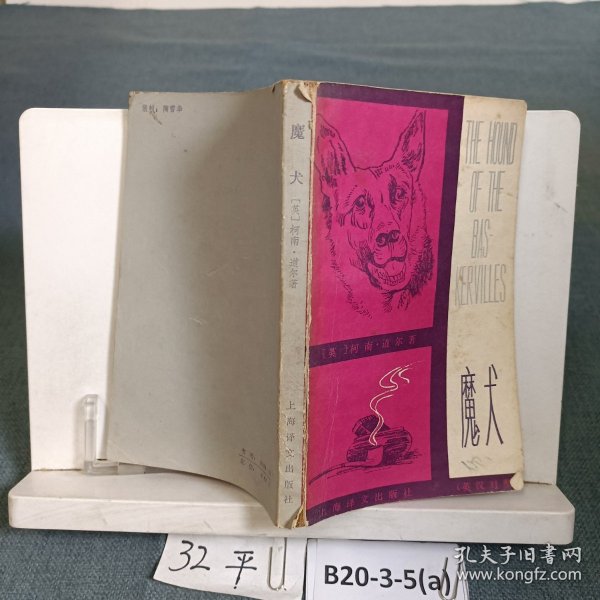 魔犬
[英]柯南·道尔著
上海译文出版社
THE HOUND
OF THE
BAS
KERVILLES
[英]柯南·道尔著
魔犬
上海译文出版社
32平
B20-3-5(a)
孔夫子旧书网
www.kongfz.com